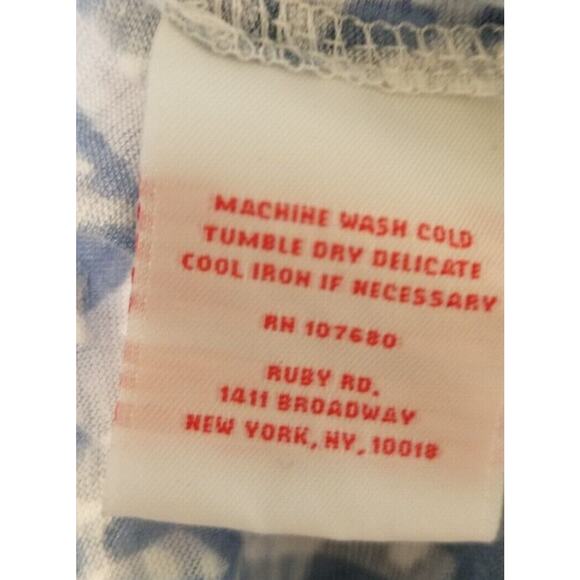 MACHINE WASH COLD
TUMBLE DRY DELICATE
COOL IRON IF NECESSARY
RN 107680
RUBY RD.
1411 BROADWAY
NEW YORK, NY, 10018